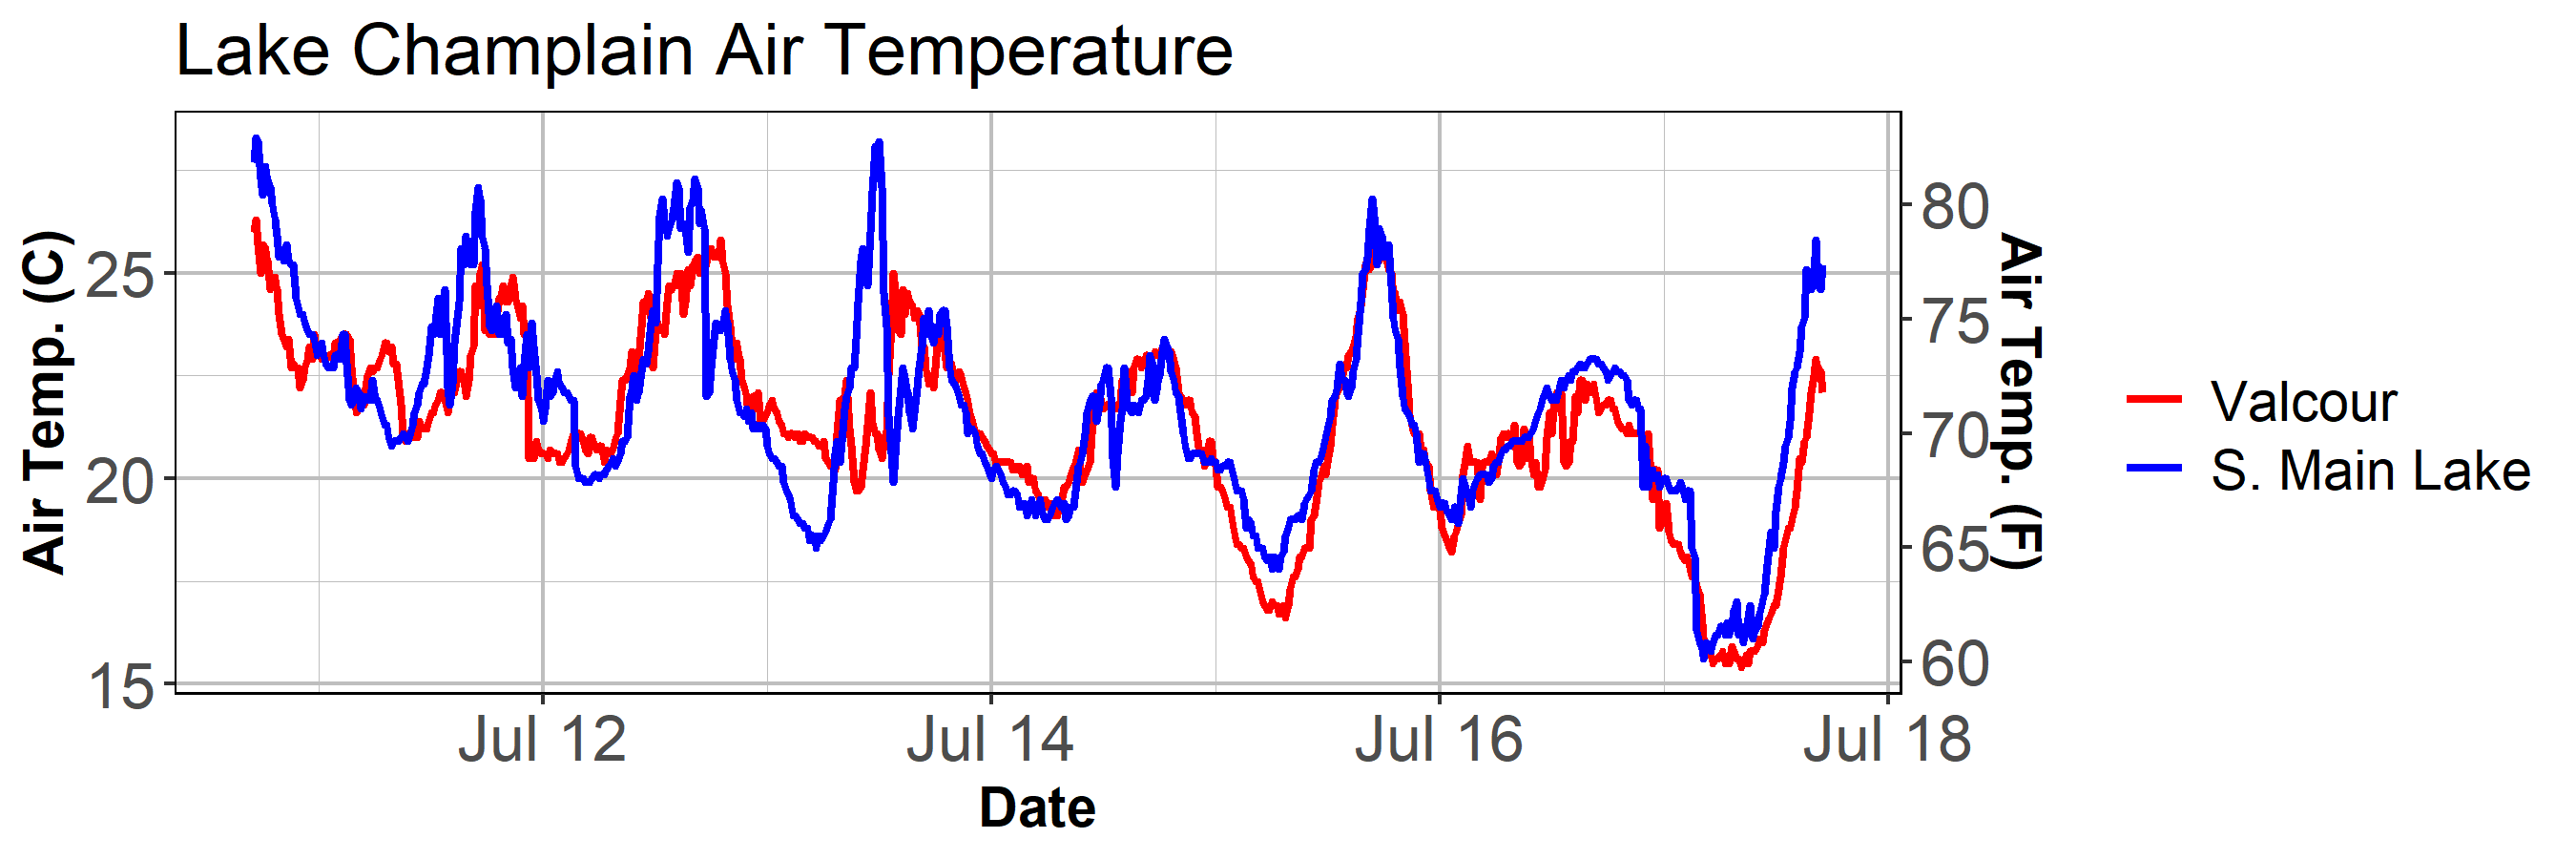 Lake Champlain Air Temperature
Air Temp. (C)
25
20
15
80
75
70
65
60
Air Temp. (F)
Jul 12
Jul 14
Jul 16
Jul 18
Date
Valcour
S. Main Lake